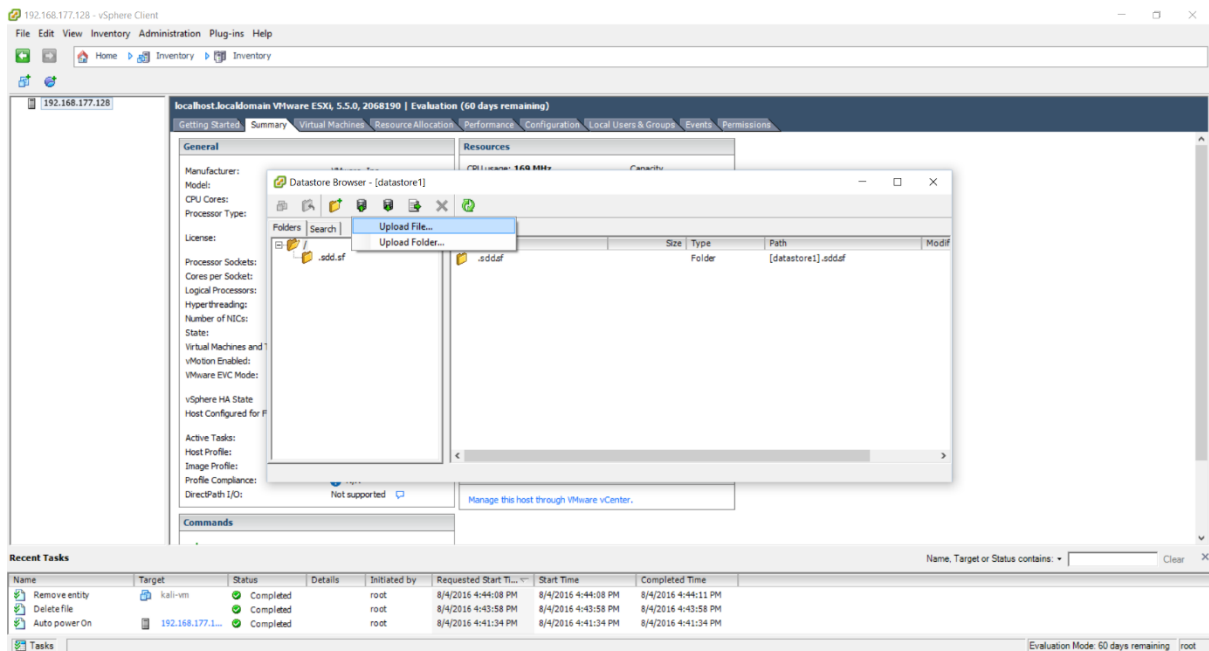 192.168.177.128 - vSphere Client
File Edit View Inventory Administration Plug-ins Help
Home Inventory Inventory
192.168.177.128
localhost.localdomain VMware ESXi, 5.5.0, 2068190 | Evaluation (60 days remaining)
Getting Started Summary Virtual Machines Resource Allocation Performance Configuration Local Users & Groups Events Permissions
General Resources
Manufacturer:
CPU usage: 169 MHz Capacity
Model:
Datastore Browser - [datastore1]
CPU Cores:
Processor Type:
Folders Search Upload File...
License:
/ Upload Folder... Size Type Path Modif
.sdd.sf .sdd.sf Folder [datastore1] .sdd.sf
Processor Sockets:
Cores per Socket:
Logical Processors:
Hyperthreading:
Number of NICs:
State:
Virtual Machines and
vMotion Enabled:
VMware EVC Mode:
vSphere HA State
Host Configured for
Active Tasks:
Host Profile:
Image Profile:
Profile Compliance:
DirectPath I/O: Not supported
Manage this host through VMware vCenter.
Commands
Recent Tasks Name, Target or Status contains: Clear
Name Target Status Details Initiated by Requested Start Ti... Start Time Completed Time
Remove entity kali-vm Completed root 8/4/2016 4:44:08 PM 8/4/2016 4:44:08 PM 8/4/2016 4:44:11 PM
Delete file Completed root 8/4/2016 4:43:58 PM 8/4/2016 4:43:58 PM 8/4/2016 4:43:58 PM
Auto power On 192.168.177.1... Completed root 8/4/2016 4:41:34 PM 8/4/2016 4:41:34 PM 8/4/2016 4:41:34 PM
Tasks Evaluation Mode: 60 days remaining root